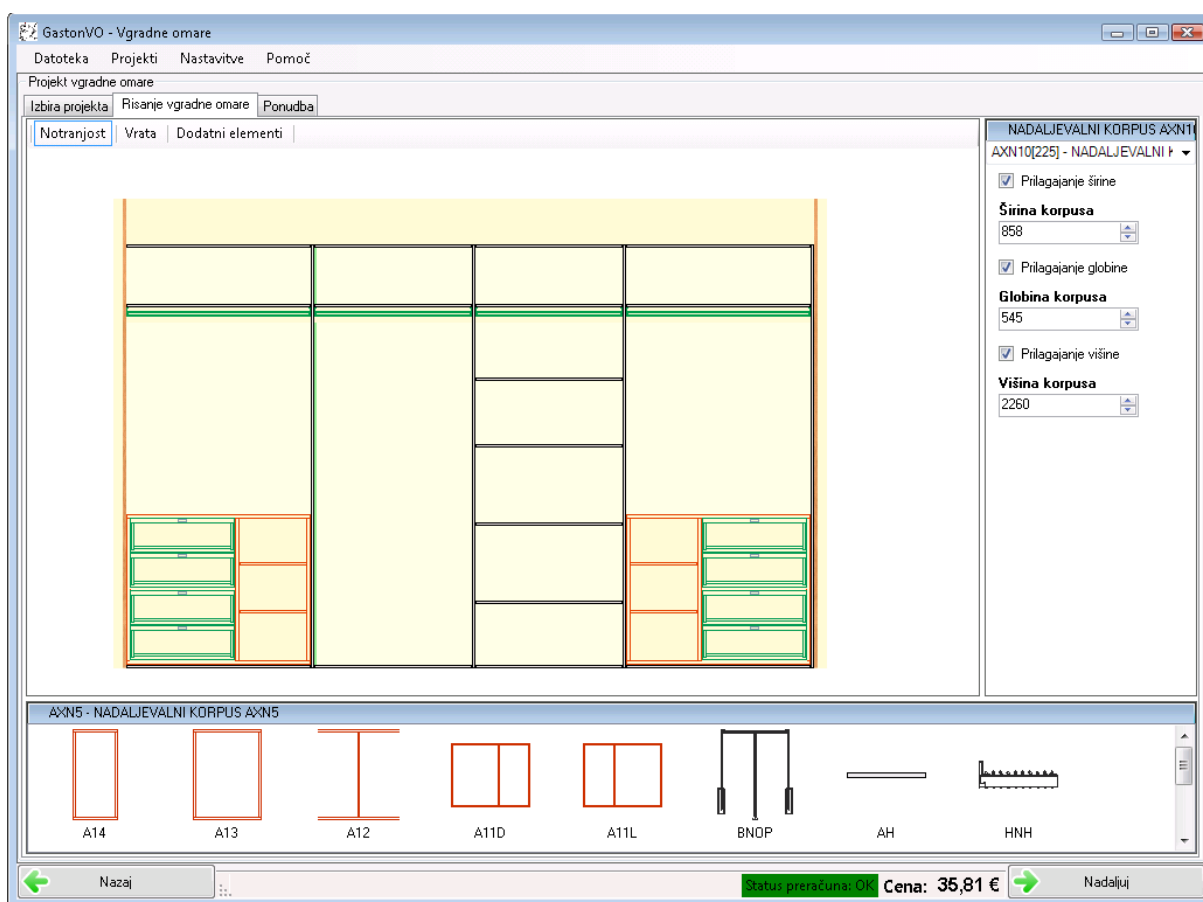 GastonVO - Vgradne omare
Datoteka Projekti Nastavitve Pomoč
Projekt vgradne omare
Izbira projekta Risanje vgradne omare Ponudba
Notranjost Vrata Dodatni elementi
NADALJEVALNI KORPUS AXN10
AXN10[225] - NADALJEVALNI K
Prilagajanje širine
Širina korpusa
858
Prilagajanje globine
Globina korpusa
545
Prilagajanje višine
Višina korpusa
2260
AXN5 - NADALJEVALNI KORPUS AXN5
A14 A13 A12 A11D A11L BNOP AH HNH
Nazaj
Status preračuna: OK Cena: 35,81 €
Nadaljuj